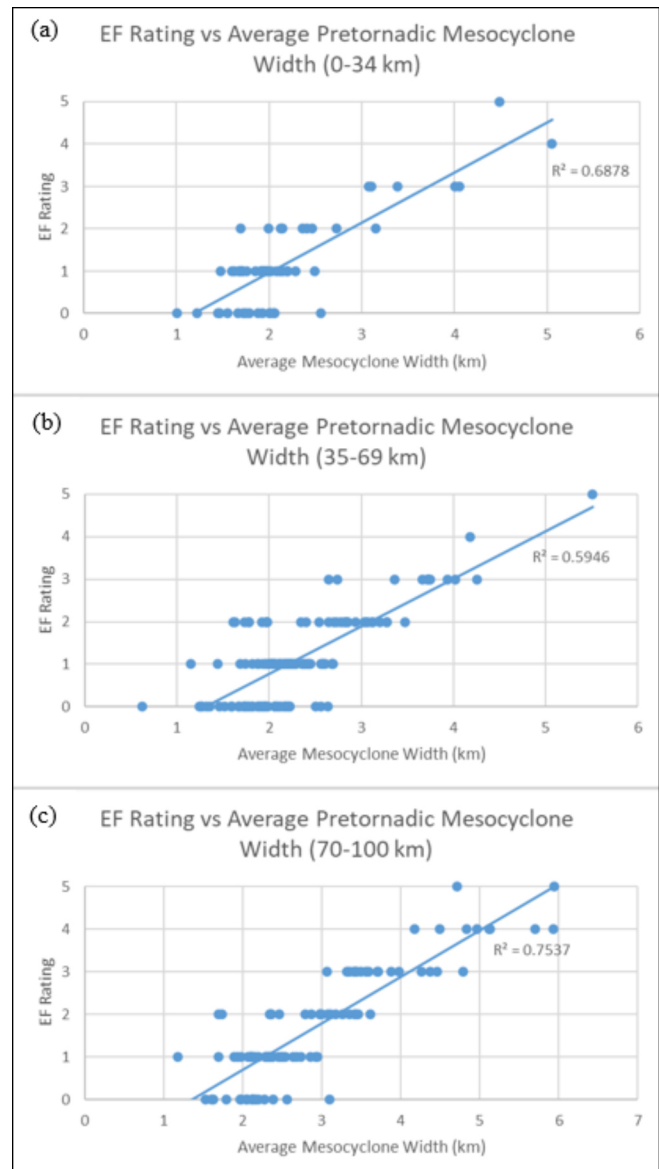 (a)
EF Rating vs Average Pretornadic Mesocyclone
Width (0-34 km)
5
4
3
2
1
0
EF Rating
R² = 0.6878
0 1 2 3 4 5 6
Average Mesocyclone Width (km)
(b)
EF Rating vs Average Pretornadic Mesocyclone
Width (35-69 km)
5
4
3
2
1
0
EF Rating
R² = 0.5946
0 1 2 3 4 5 6
Average Mesocyclone Width (km)
(c)
EF Rating vs Average Pretornadic Mesocyclone
Width (70-100 km)
5
4
3
2
1
0
EF Rating
R² = 0.7537
0 1 2 3 4 5 6 7
Average Mesocyclone Width (km)